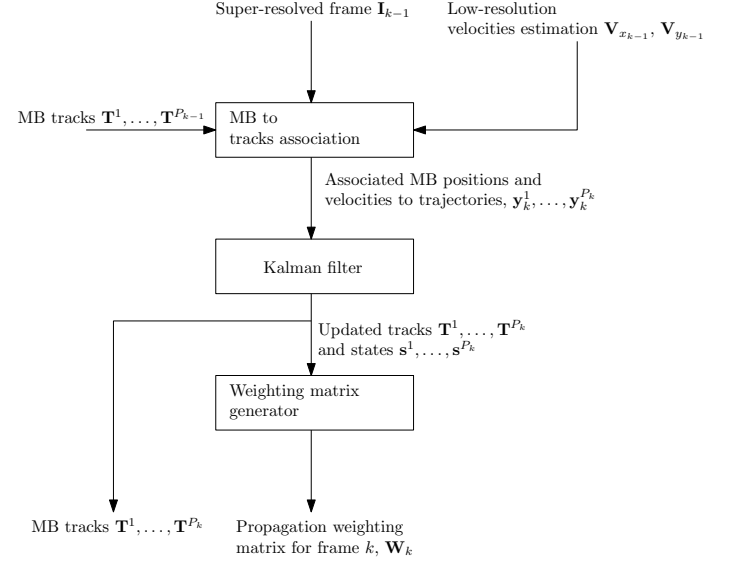 Super-resolved frame I_{k−1}
Low-resolution
velocities estimation V_{x_{k−1}}, V_{y_{k−1}}
MB tracks T^1, . . . , T^{P_{k−1}}
MB to
tracks association
Associated MB positions and
velocities to trajectories, y_k^1, . . . , y_k^{P_k}
Kalman filter
Updated tracks T^1, . . . , T^{P_k}
and states s^1, . . . , s^{P_k}
Weighting matrix
generator
MB tracks T^1, . . . , T^{P_k}
Propagation weighting
matrix for frame k, W_k